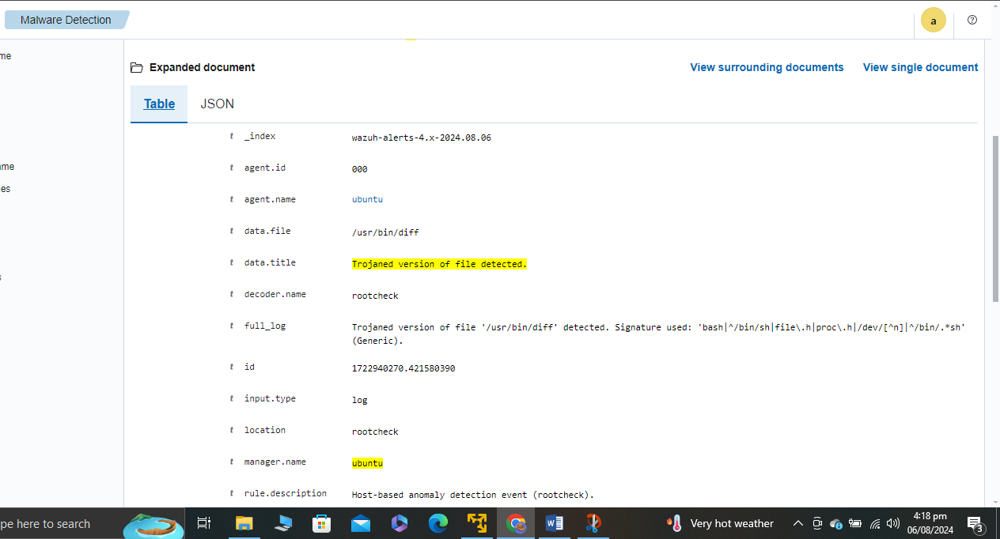 Malware Detection
a
me
Expanded document
View surrounding documents
View single document
Table
JSON
t _index wazuh-alerts-4.x-2024.08.06
ame
t agent.id 000
es
t agent.name ubuntu
t data.file /usr/bin/diff
t data.title Trojaned version of file detected.
s
t decoder.name rootcheck
t full_log Trojaned version of file '/usr/bin/diff' detected. Signature used: 'bash|^/bin/sh|file\.h|proc\.h|/dev/[^n]|^/bin/.*sh'
(Generic).
t id 1722940270.421580390
t input.type log
t location rootcheck
t manager.name ubuntu
t rule.description Host-based anomaly detection event (rootcheck).
pe here to search
Very hot weather
4:18 pm
06/08/2024
3